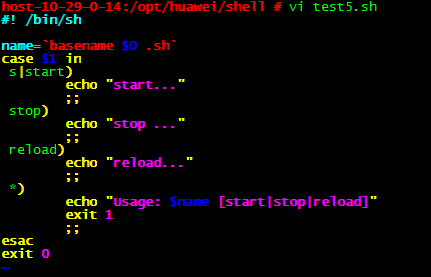 host-10-29-0-14:/opt/huawei/shell # vi test5.sh
#! /bin/sh
name=`basename $0 .sh`
case $1 in
 s|start)
        echo "start..."
        ;;
 stop)
        echo "stop ..."
        ;;
 reload)
        echo "reload..."
        ;;
 *)
        echo "Usage: $name [start|stop|reload]"
        exit 1
        ;;
esac
exit 0
~